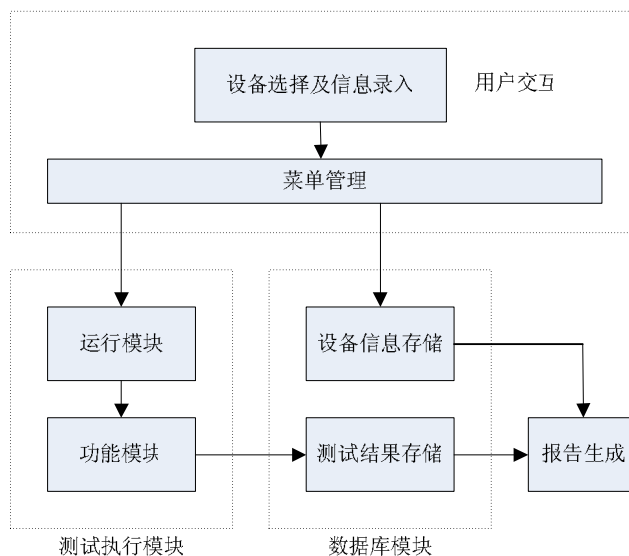 设备选择及信息录入
用户交互
菜单管理
运行模块
设备信息存储
功能模块
测试结果存储
报告生成
测试执行模块
数据库模块